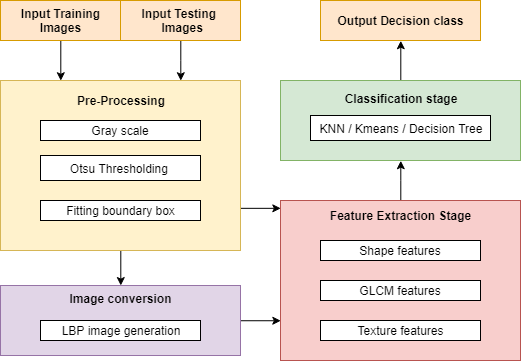 Input Training
Images
Input Testing
Images
Pre-Processing
Gray scale
Otsu Thresholding
Fitting boundary box
Image conversion
LBP image generation
Output Decision class
Classification stage
KNN / Kmeans / Decision Tree
Feature Extraction Stage
Shape features
GLCM features
Texture features